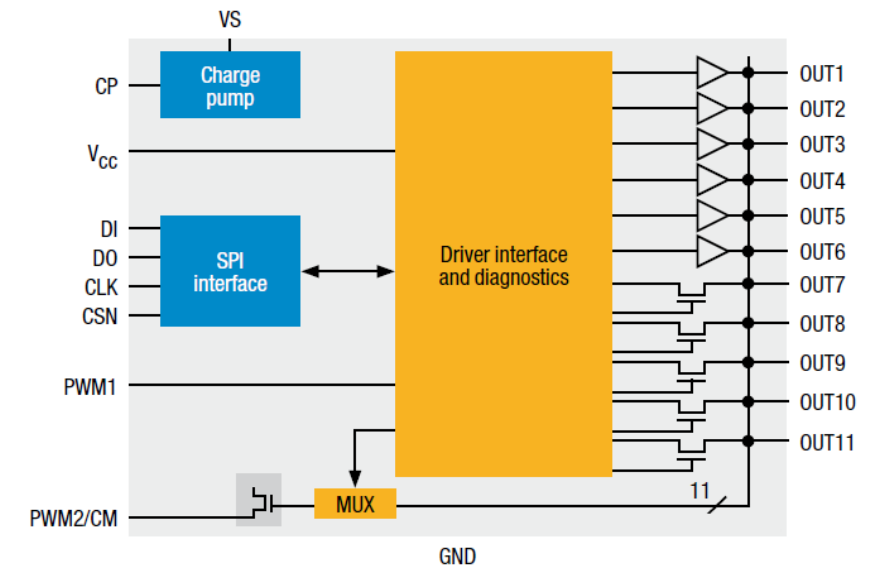 VS
CP
Charge
pump
V_CC
DI
DO
CLK
CSN
SPI
interface
PWM1
Driver interface
and diagnostics
OUT1
OUT2
OUT3
OUT4
OUT5
OUT6
OUT7
OUT8
OUT9
OUT10
OUT11
11
MUX
PWM2/CM
GND